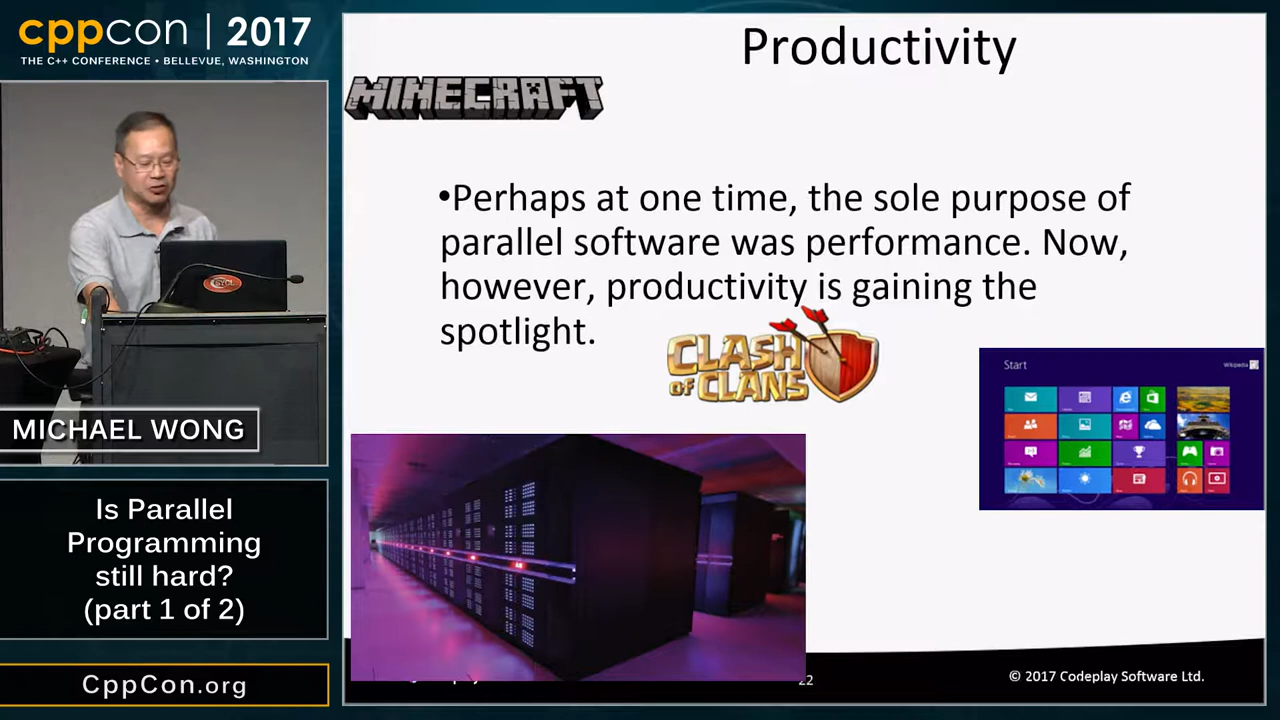 cppcon | 2017
THE C++ CONFERENCE • BELLEVUE, WASHINGTON
MICHAEL WONG
Is Parallel
Programming
still hard?
(part 1 of 2)
CppCon.org
Productivity
MINECRAFT
•Perhaps at one time, the sole purpose of
parallel software was performance. Now,
however, productivity is gaining the
spotlight.
CLASH
OF CLANS
Start
Wikipedia
22
© 2017 Codeplay Software Ltd.